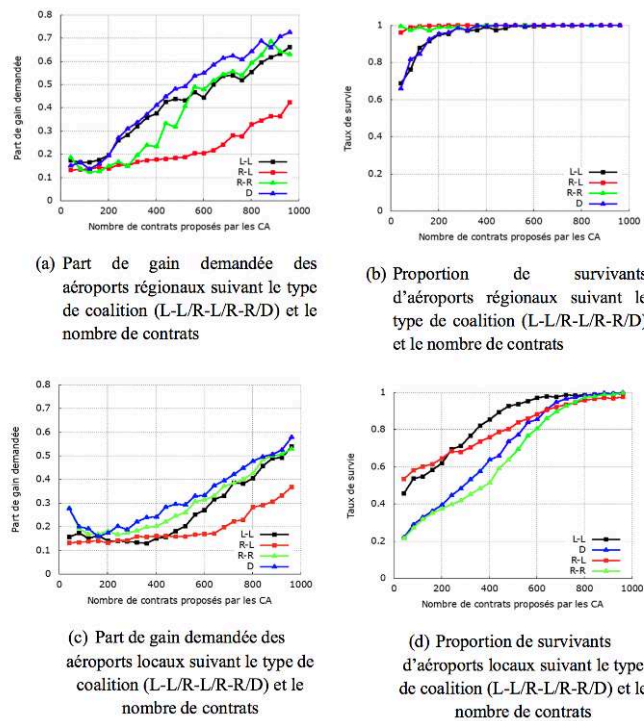 0.8
0.7
0.6
0.5
0.4
0.3
0.2
0.1
0
Part de gain demandée
L-L
R-L
R-R
D
0 200 400 600 800 1000
Nombre de contrats proposés par les CA
(a) Part de gain demandée des
aéroports régionaux suivant le type
de coalition (L-L/R-L/R-R/D) et le
nombre de contrats
1
0.8
0.6
0.4
0.2
0
Taux de survie
L-L
R-L
R-R
D
0 200 400 600 800 1000
Nombre de contrats proposés par les CA
(b) Proportion de survivants
d'aéroports régionaux suivant le
type de coalition (L-L/R-L/R-R/D)
et le nombre de contrats
0.8
0.7
0.6
0.5
0.4
0.3
0.2
0.1
0
Part de gain demandée
L-L
R-L
R-R
D
0 200 400 600 800 1000
Nombre de contrats proposés par les CA
(c) Part de gain demandée des
aéroports locaux suivant le type de
coalition (L-L/R-L/R-R/D) et le
nombre de contrats
1
0.8
0.6
0.4
0.2
0
Taux de survie
L-L
D
R-L
R-R
0 200 400 600 800 1000
Nombre de contrats proposés par les CA
(d) Proportion de survivants
d'aéroports locaux suivant le type
de coalition (L-L/R-L/R-R/D) et le
nombre de contrats